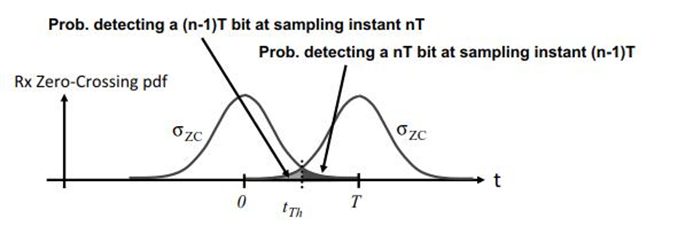 Prob. detecting a (n-1)T bit at sampling instant nT
Prob. detecting a nT bit at sampling instant (n-1)T
Rx Zero-Crossing pdf
σZC
σZC
t
0
tTh
T